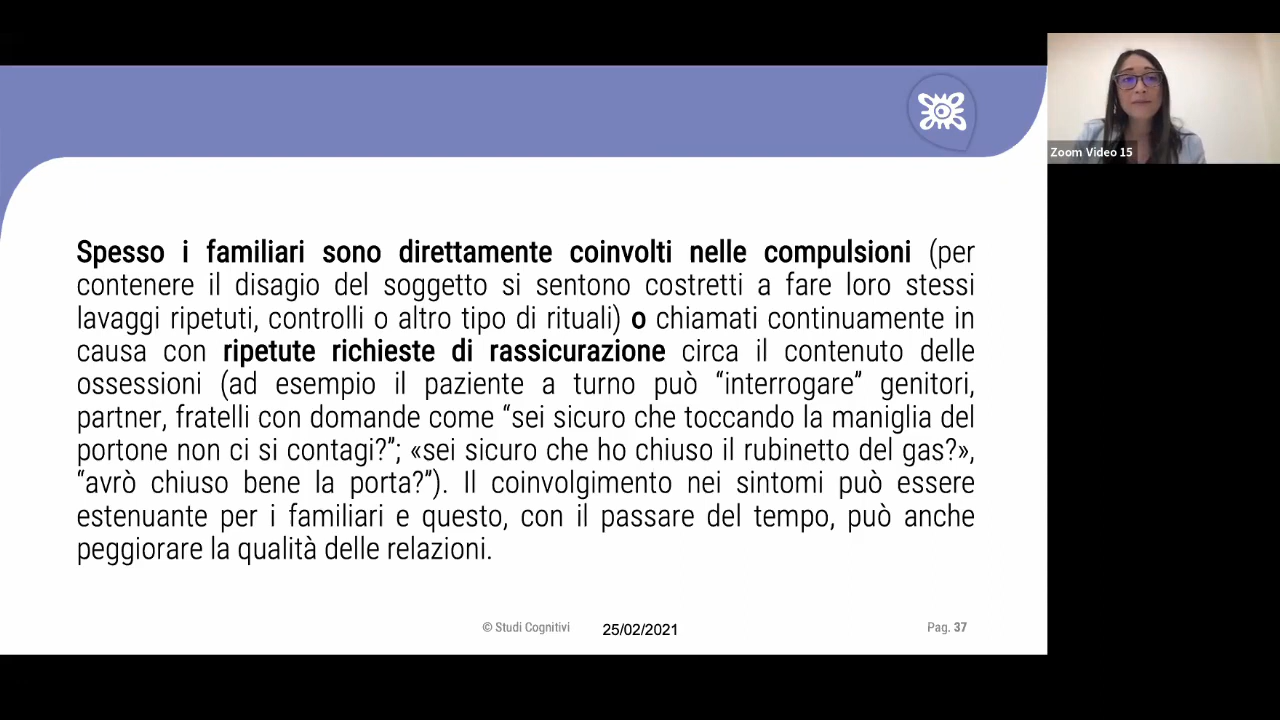 Zoom Video 15
Spesso i familiari sono direttamente coinvolti nelle compulsioni (per
contenere il disagio del soggetto si sentono costretti a fare loro stessi
lavaggi ripetuti, controlli o altro tipo di rituali) o chiamati continuamente in
causa con ripetute richieste di rassicurazione circa il contenuto delle
ossessioni (ad esempio il paziente a turno può “interrogare” genitori,
partner, fratelli con domande come “sei sicuro che toccando la maniglia del
portone non ci si contagi?”; «sei sicuro che ho chiuso il rubinetto del gas?»,
“avrò chiuso bene la porta?”). Il coinvolgimento nei sintomi può essere
estenuante per i familiari e questo, con il passare del tempo, può anche
peggiorare la qualità delle relazioni.
© Studi Cognitivi 25/02/2021 Pag. 37